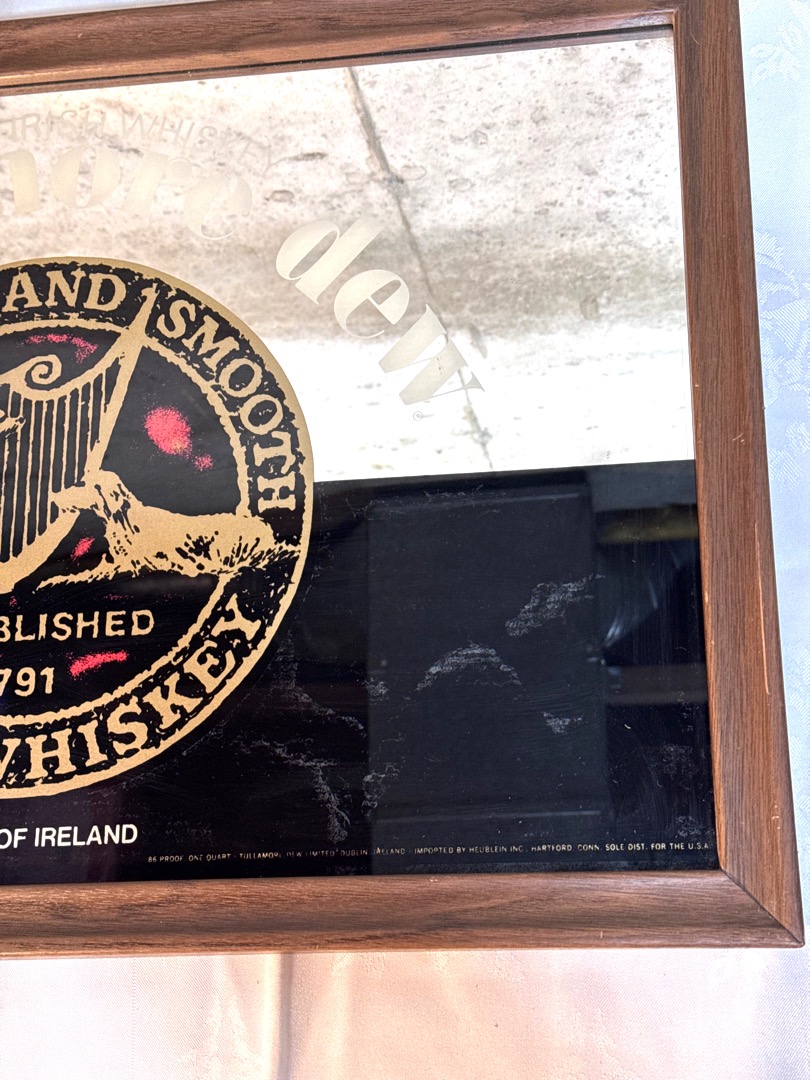 IRISH WHISKEY
more dew
AND SMOOTH
BLISHED
791
WHISKEY
OF IRELAND
86 PROOF ONE QUART · TULLAMORE DEW LIMITED DUBLIN IRELAND · IMPORTED BY HEUBLEIN INC. HARTFORD CONN. SOLE DIST. FOR THE U.S.A.